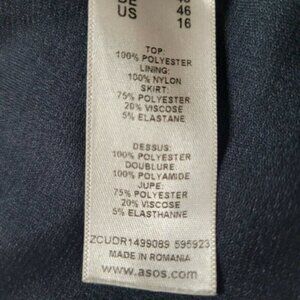 US 46
16
TOP:
100% POLYESTER
LINING:
100% NYLON
SKIRT:
75% POLYESTER
20% VISCOSE
5% ELASTANE
DESSUS:
100% POLYESTER
DOUBLURE:
100% POLYAMIDE
JUPE:
75% POLYESTER
20% VISCOSE
5% ELASTHANNE
ZCUDR1499089 595923
MADE IN ROMANIA
www.asos.com